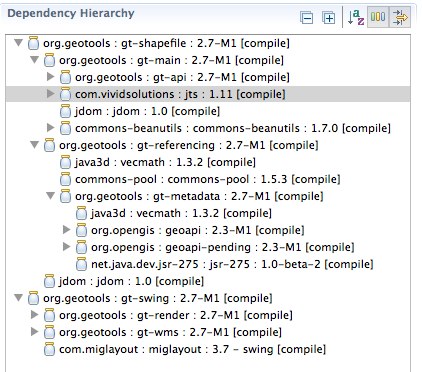 Dependency Hierarchy
org.geotools : gt-shapefile : 2.7-M1 [compile]
org.geotools : gt-main : 2.7-M1 [compile]
org.geotools : gt-api : 2.7-M1 [compile]
com.vividsolutions : jts : 1.11 [compile]
jdom : jdom : 1.0 [compile]
commons-beanutils : commons-beanutils : 1.7.0 [compile]
org.geotools : gt-referencing : 2.7-M1 [compile]
java3d : vecmath : 1.3.2 [compile]
commons-pool : commons-pool : 1.5.3 [compile]
org.geotools : gt-metadata : 2.7-M1 [compile]
java3d : vecmath : 1.3.2 [compile]
org.opengis : geoapi : 2.3-M1 [compile]
org.opengis : geoapi-pending : 2.3-M1 [compile]
net.java.dev.jsr-275 : jsr-275 : 1.0-beta-2 [compile]
jdom : jdom : 1.0 [compile]
org.geotools : gt-swing : 2.7-M1 [compile]
org.geotools : gt-render : 2.7-M1 [compile]
org.geotools : gt-wms : 2.7-M1 [compile]
com.miglayout : miglayout : 3.7 - swing [compile]